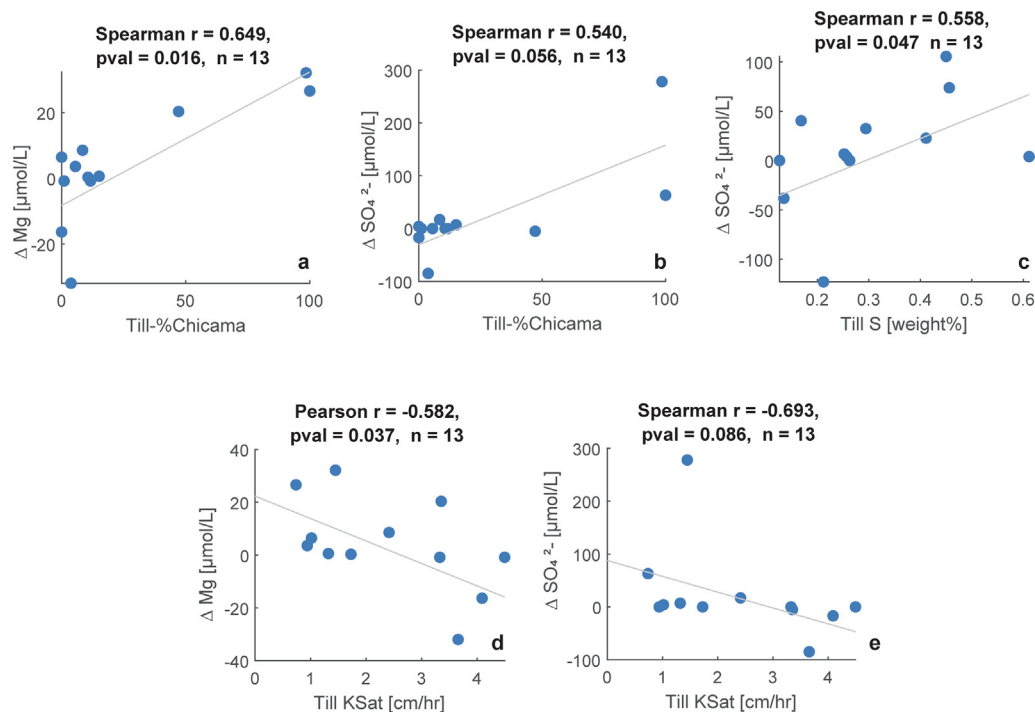 Spearman r = 0.649,
pval = 0.016, n = 13
Δ Mg [µmol/L]
20
0
-20
a
0
50
100
Till-%Chicama
Spearman r = 0.540,
pval = 0.056, n = 13
Δ SO₄ ²- [µmol/L]
300
200
100
0
-100
b
0
50
100
Till-%Chicama
Spearman r = 0.558,
pval = 0.047 n = 13
Δ SO₄ ²- [µmol/L]
100
50
0
-50
-100
c
0.2
0.3
0.4
0.5
0.6
Till S [weight%]
Pearson r = -0.582,
pval = 0.037, n = 13
Δ Mg [µmol/L]
40
20
0
-20
-40
d
0
1
2
3
4
Till KSat [cm/hr]
Spearman r = -0.693,
pval = 0.086, n = 13
Δ SO₄ ²- [µmol/L]
300
200
100
0
-100
e
0
1
2
3
4
Till KSat [cm/hr]